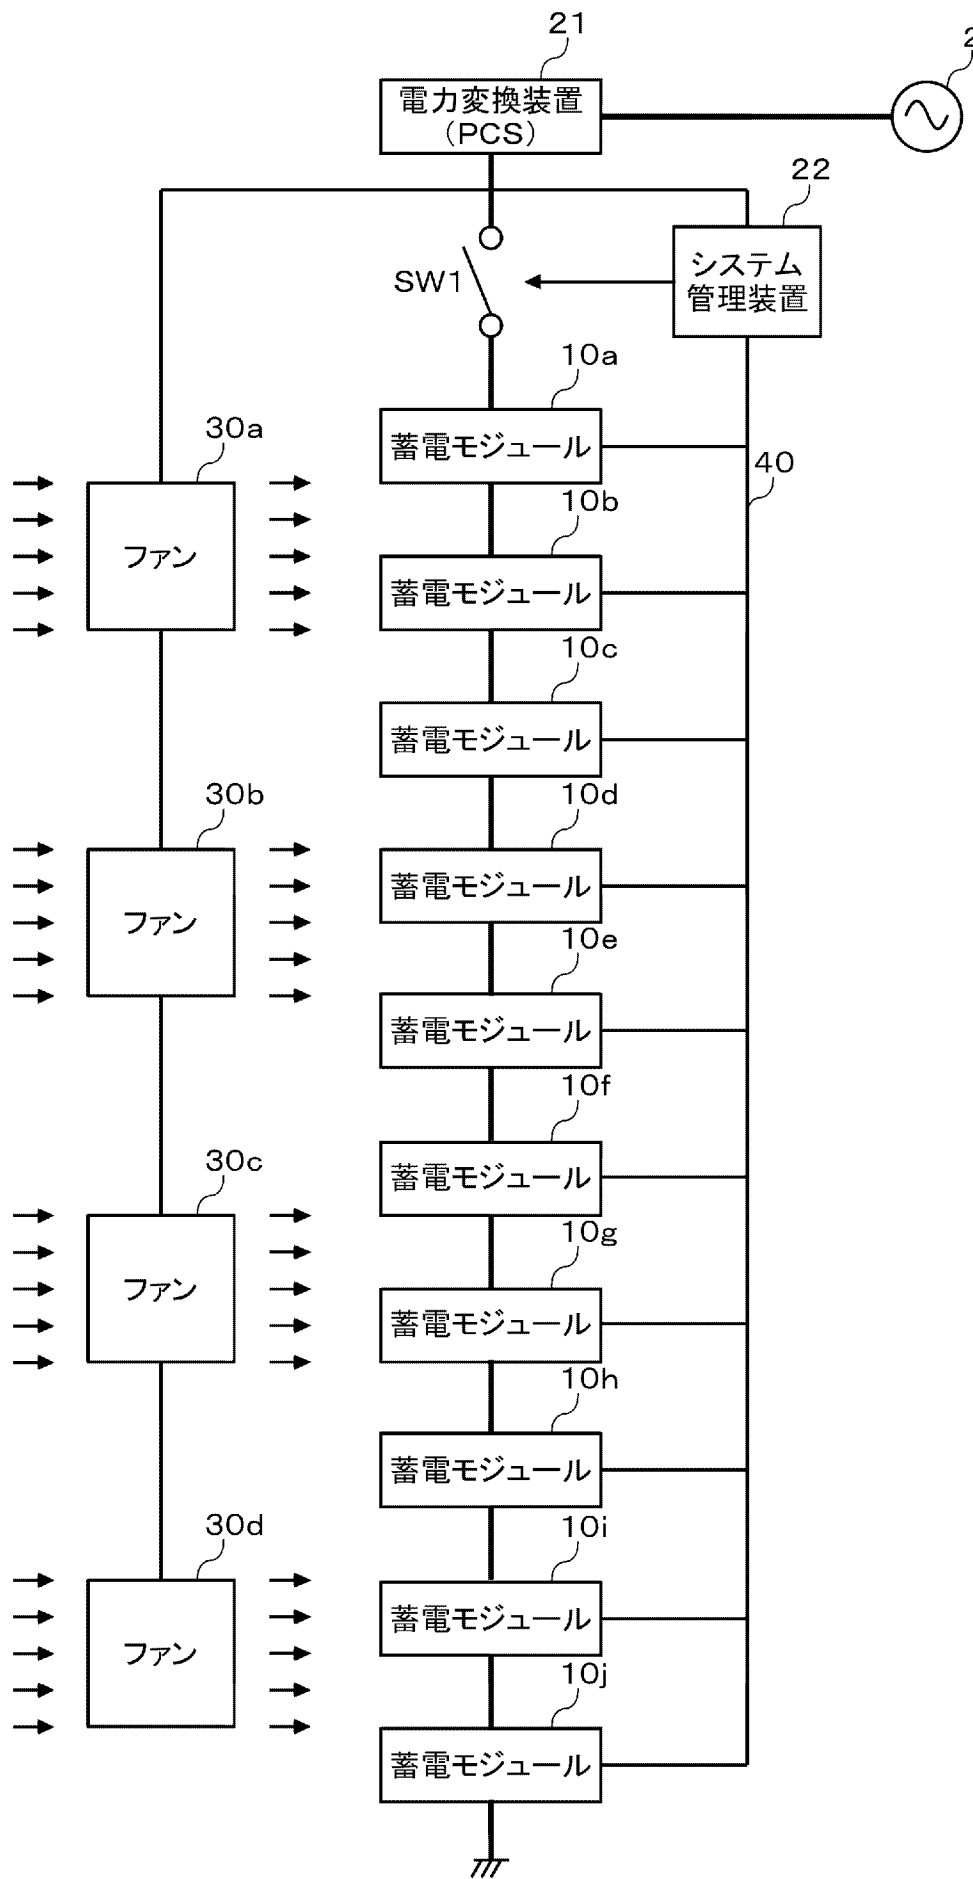 21
2
電力変換装置
（PCS）
22
システム
管理装置
SW1
10a
蓄電モジュール
30a
40
ファン
10b
蓄電モジュール
10c
蓄電モジュール
30b
10d
蓄電モジュール
ファン
10e
蓄電モジュール
10f
蓄電モジュール
30c
10g
ファン
蓄電モジュール
10h
蓄電モジュール
30d
10i
蓄電モジュール
ファン
10j
蓄電モジュール